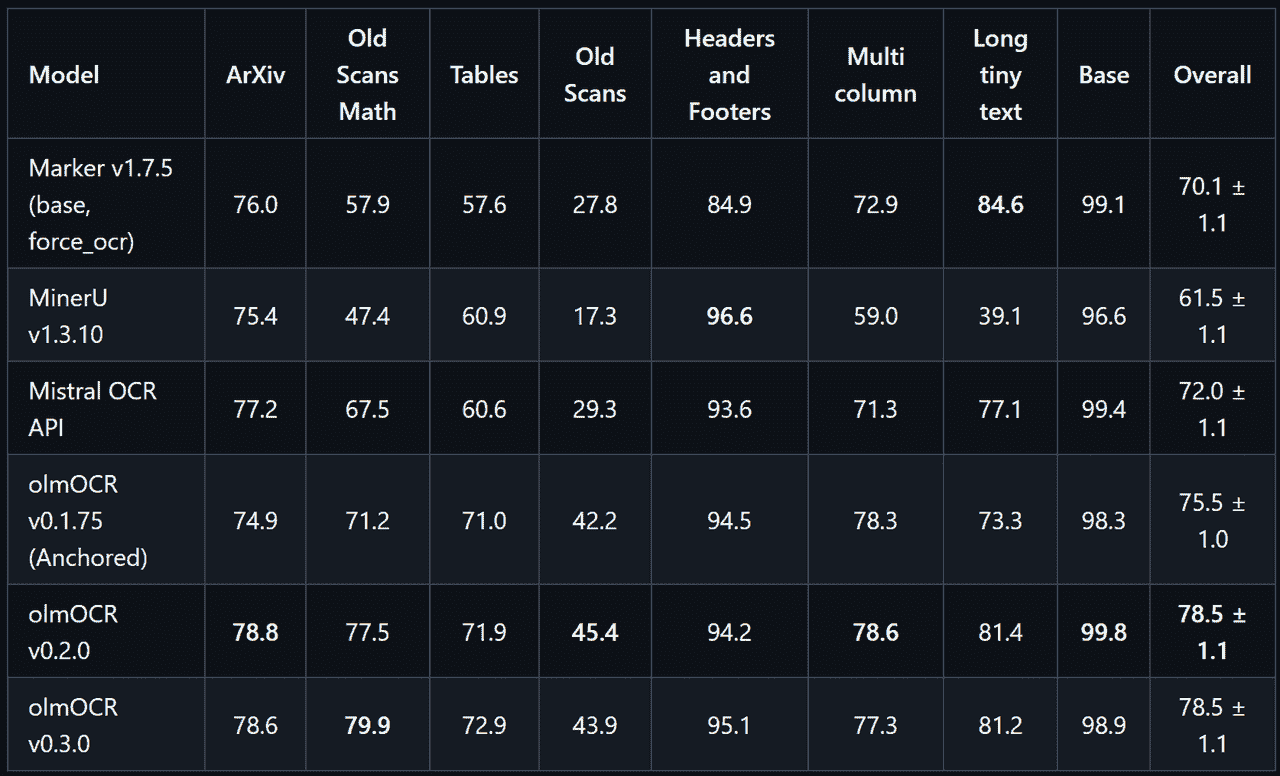 Model ArXiv Old Scans Math Tables Old Scans Headers and Footers Multi column Long tiny text Base Overall
Marker v1.7.5 (base, force_ocr) 76.0 57.9 57.6 27.8 84.9 72.9 84.6 99.1 70.1 ± 1.1
MinerU v1.3.10 75.4 47.4 60.9 17.3 96.6 59.0 39.1 96.6 61.5 ± 1.1
Mistral OCR API 77.2 67.5 60.6 29.3 93.6 71.3 77.1 99.4 72.0 ± 1.1
olmOCR v0.1.75 (Anchored) 74.9 71.2 71.0 42.2 94.5 78.3 73.3 98.3 75.5 ± 1.0
olmOCR v0.2.0 78.8 77.5 71.9 45.4 94.2 78.6 81.4 99.8 78.5 ± 1.1
olmOCR v0.3.0 78.6 79.9 72.9 43.9 95.1 77.3 81.2 98.9 78.5 ± 1.1